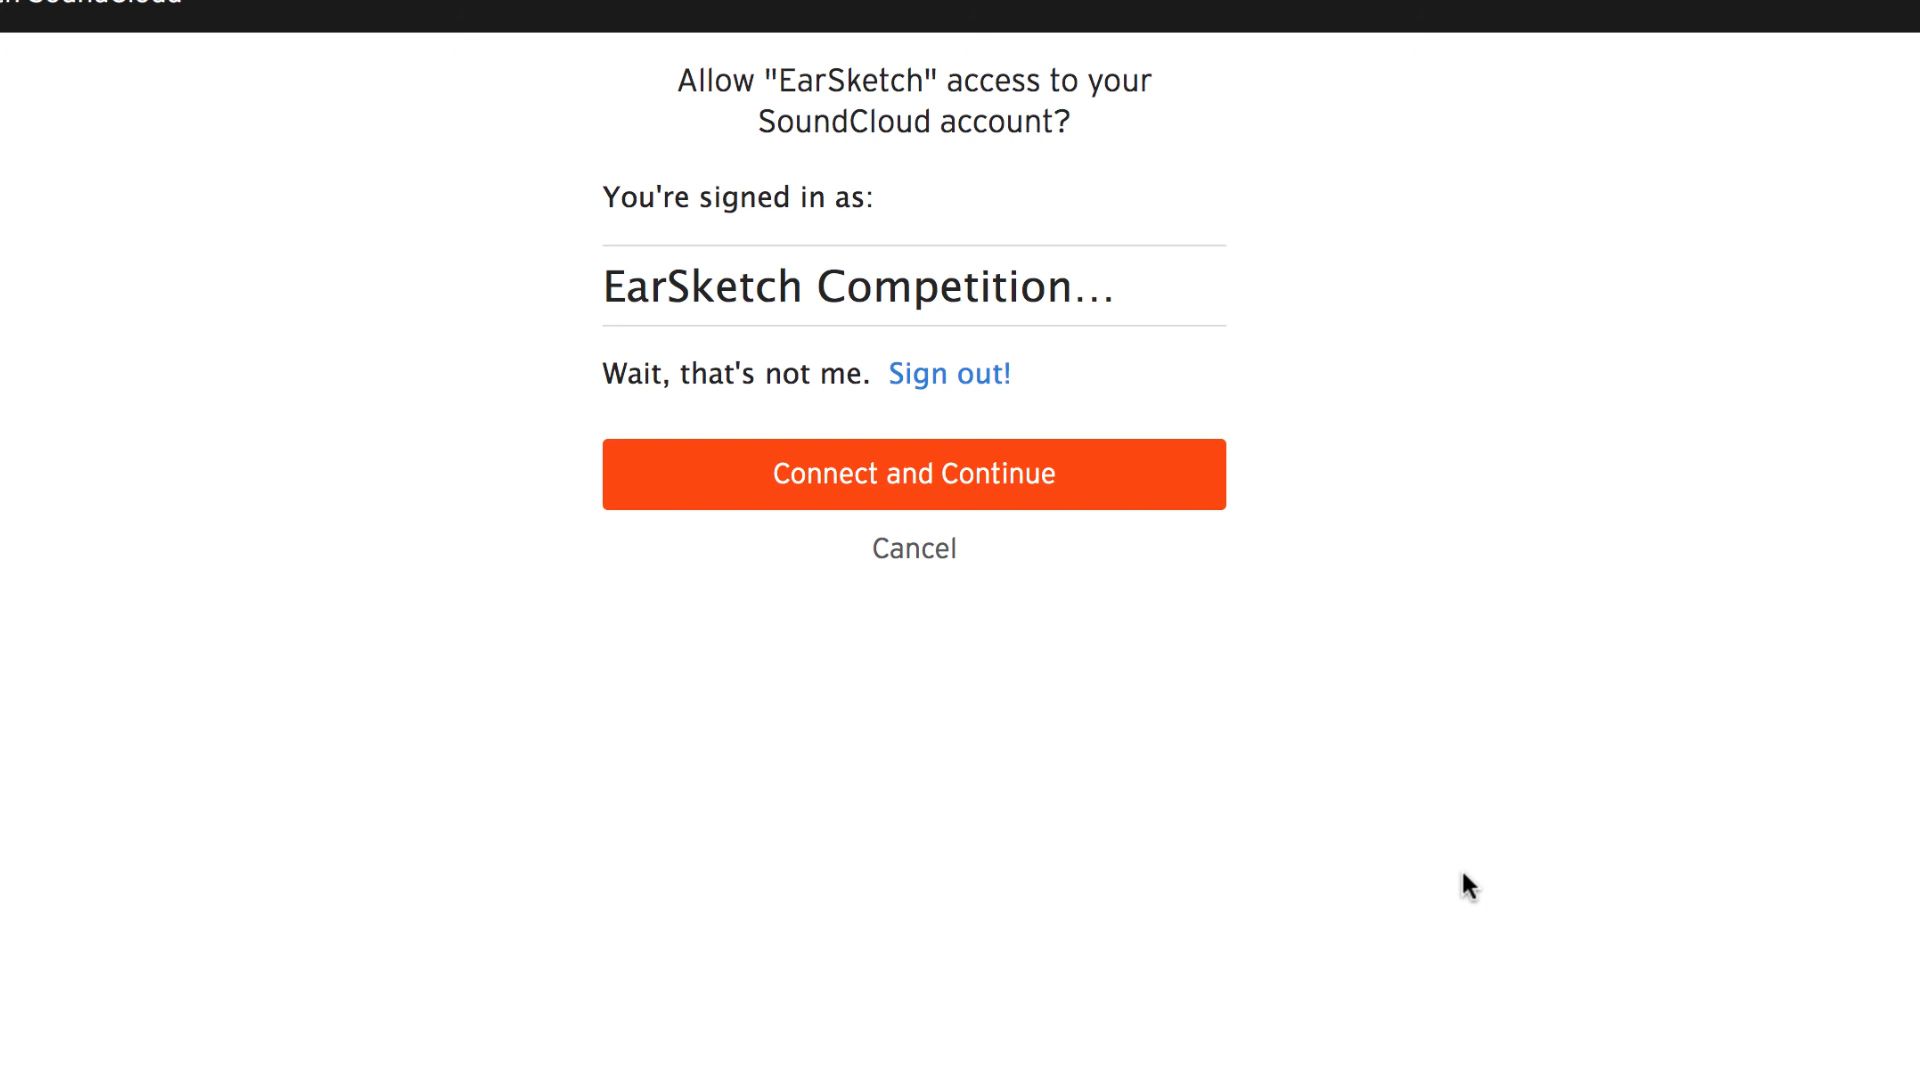 SoundCloud
Allow "EarSketch" access to your
SoundCloud account?
You're signed in as:
EarSketch Competition...
Wait, that's not me. Sign out!
Connect and Continue
Cancel